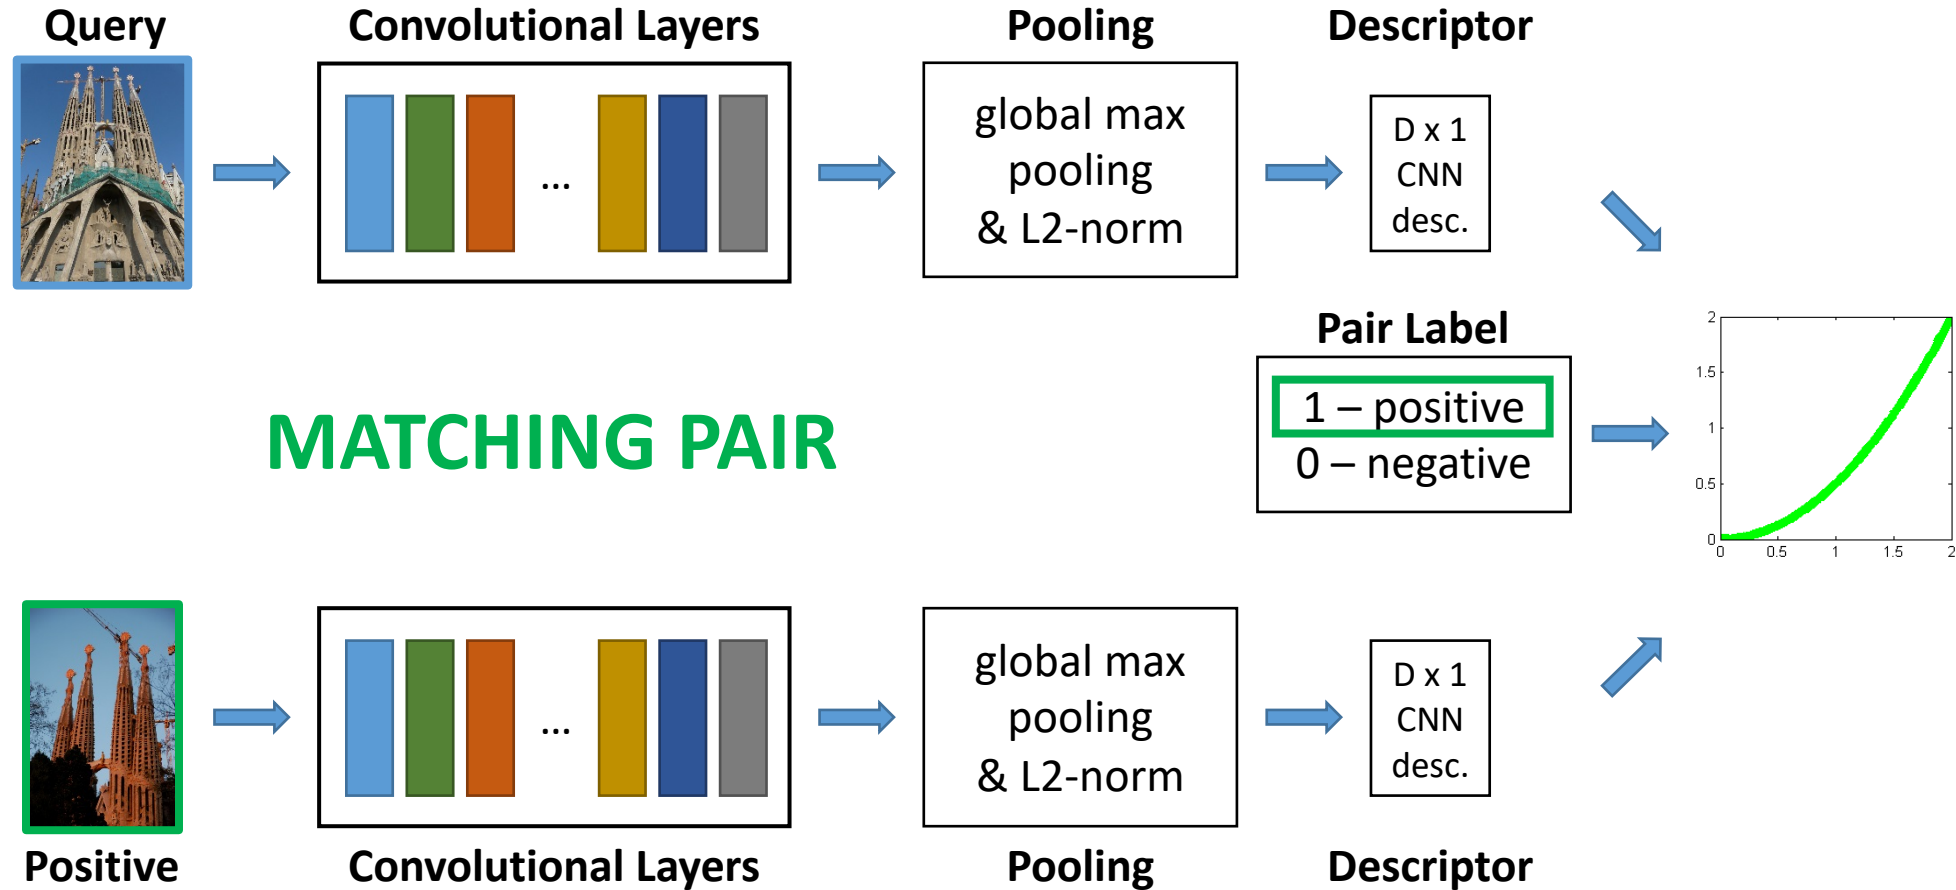 Query
Convolutional Layers
Pooling
Descriptor
...
global max
pooling
& L2-norm
D x 1
CNN
desc.
Pair Label
1 – positive
0 – negative
MATCHING PAIR
2
1.5
1
0.5
0
0
0.5
1
1.5
2
...
global max
pooling
& L2-norm
D x 1
CNN
desc.
Positive
Convolutional Layers
Pooling
Descriptor